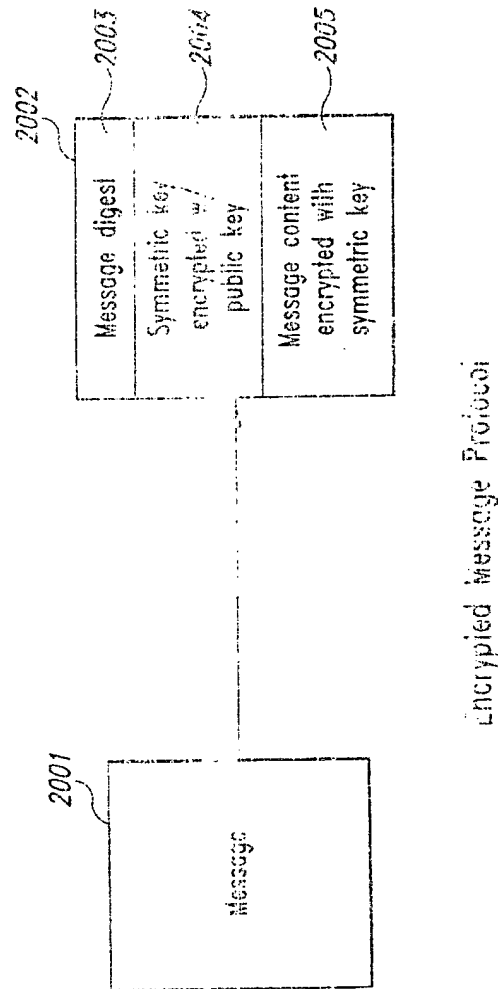 2001
Message
2002
Message digest
2003
Symmetric key
encrypted w/
public key
2004
Message content
encrypted with
symmetric key
2005
Encrypted Message Protocol